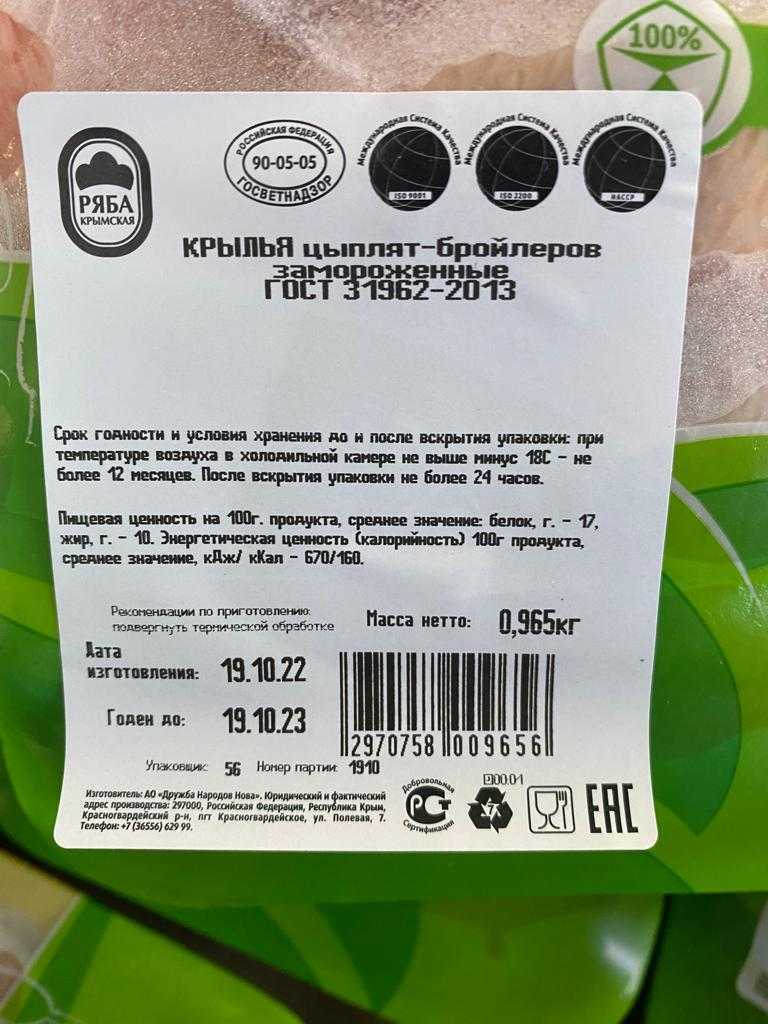 100%
РЯБА
КРЫМСКАЯ
РОССИЙСКАЯ ФЕДЕРАЦИЯ
90-05-05
ГОСВЕТНАДЗОР
Международная Система Качества
ISO 9001
Международная Система Качества
ISO 2200
Международная Система Качества
HACCP
КРЫЛЬЯ цыплят-бройлеров
замороженные
ГОСТ 31962-2013
Срок годности и условия хранения до и после вскрытия упаковки: при
температуре воздуха в холодильной камере не выше минус 18С - не
более 12 месяцев. После вскрытия упаковки не более 24 часов.
Пищевая ценность на 100г. продукта, среднее значение: белок, г. - 17,
жир, г. - 10. Энергетическая ценность (калорийность) 100г продукта,
среднее значение, кДж/ кКал - 670/160.
Рекомендации по приготовлению:
подвергнуть термической обработке
Масса нетто: 0,965кг
Дата
изготовления: 19.10.22
Годен до: 19.10.23
2970758 009656
Упаковщик: 56 Номер партии: 1910
Изготовитель: АО «Дружба Народов Нова». Юридический и фактический
адрес производства: 297000, Российская Федерация, Республика Крым,
Красногвардейский р-н, пгт Красногвардейское, ул. Полевая, 7.
Телефон: +7 (36556) 629 99.
Добровольная
РСТ
Сертификация
7
EAC